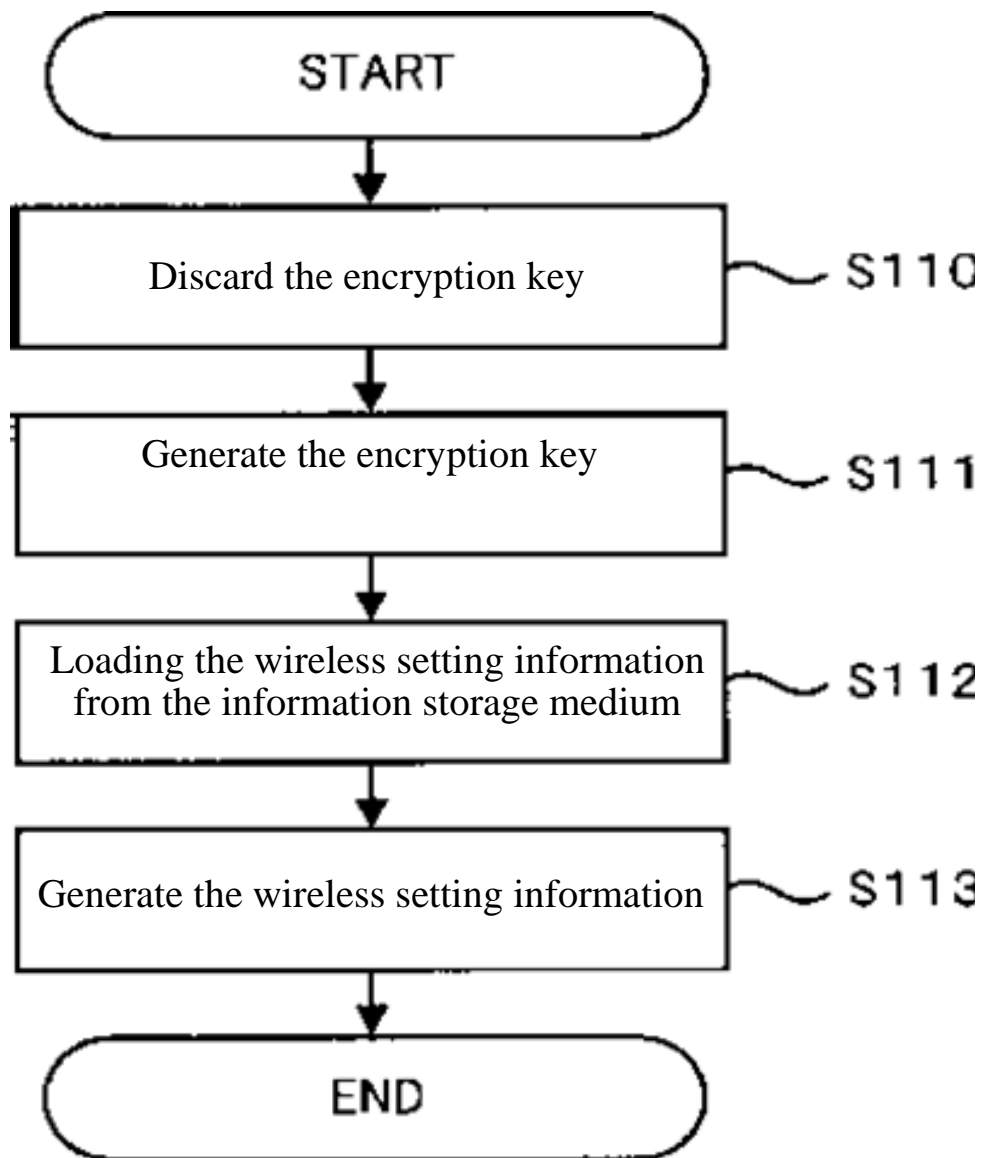 START
Discard the encryption key
S110
Generate the encryption key
S111
Loading the wireless setting information
from the information storage medium
S112
Generate the wireless setting information
S113
END